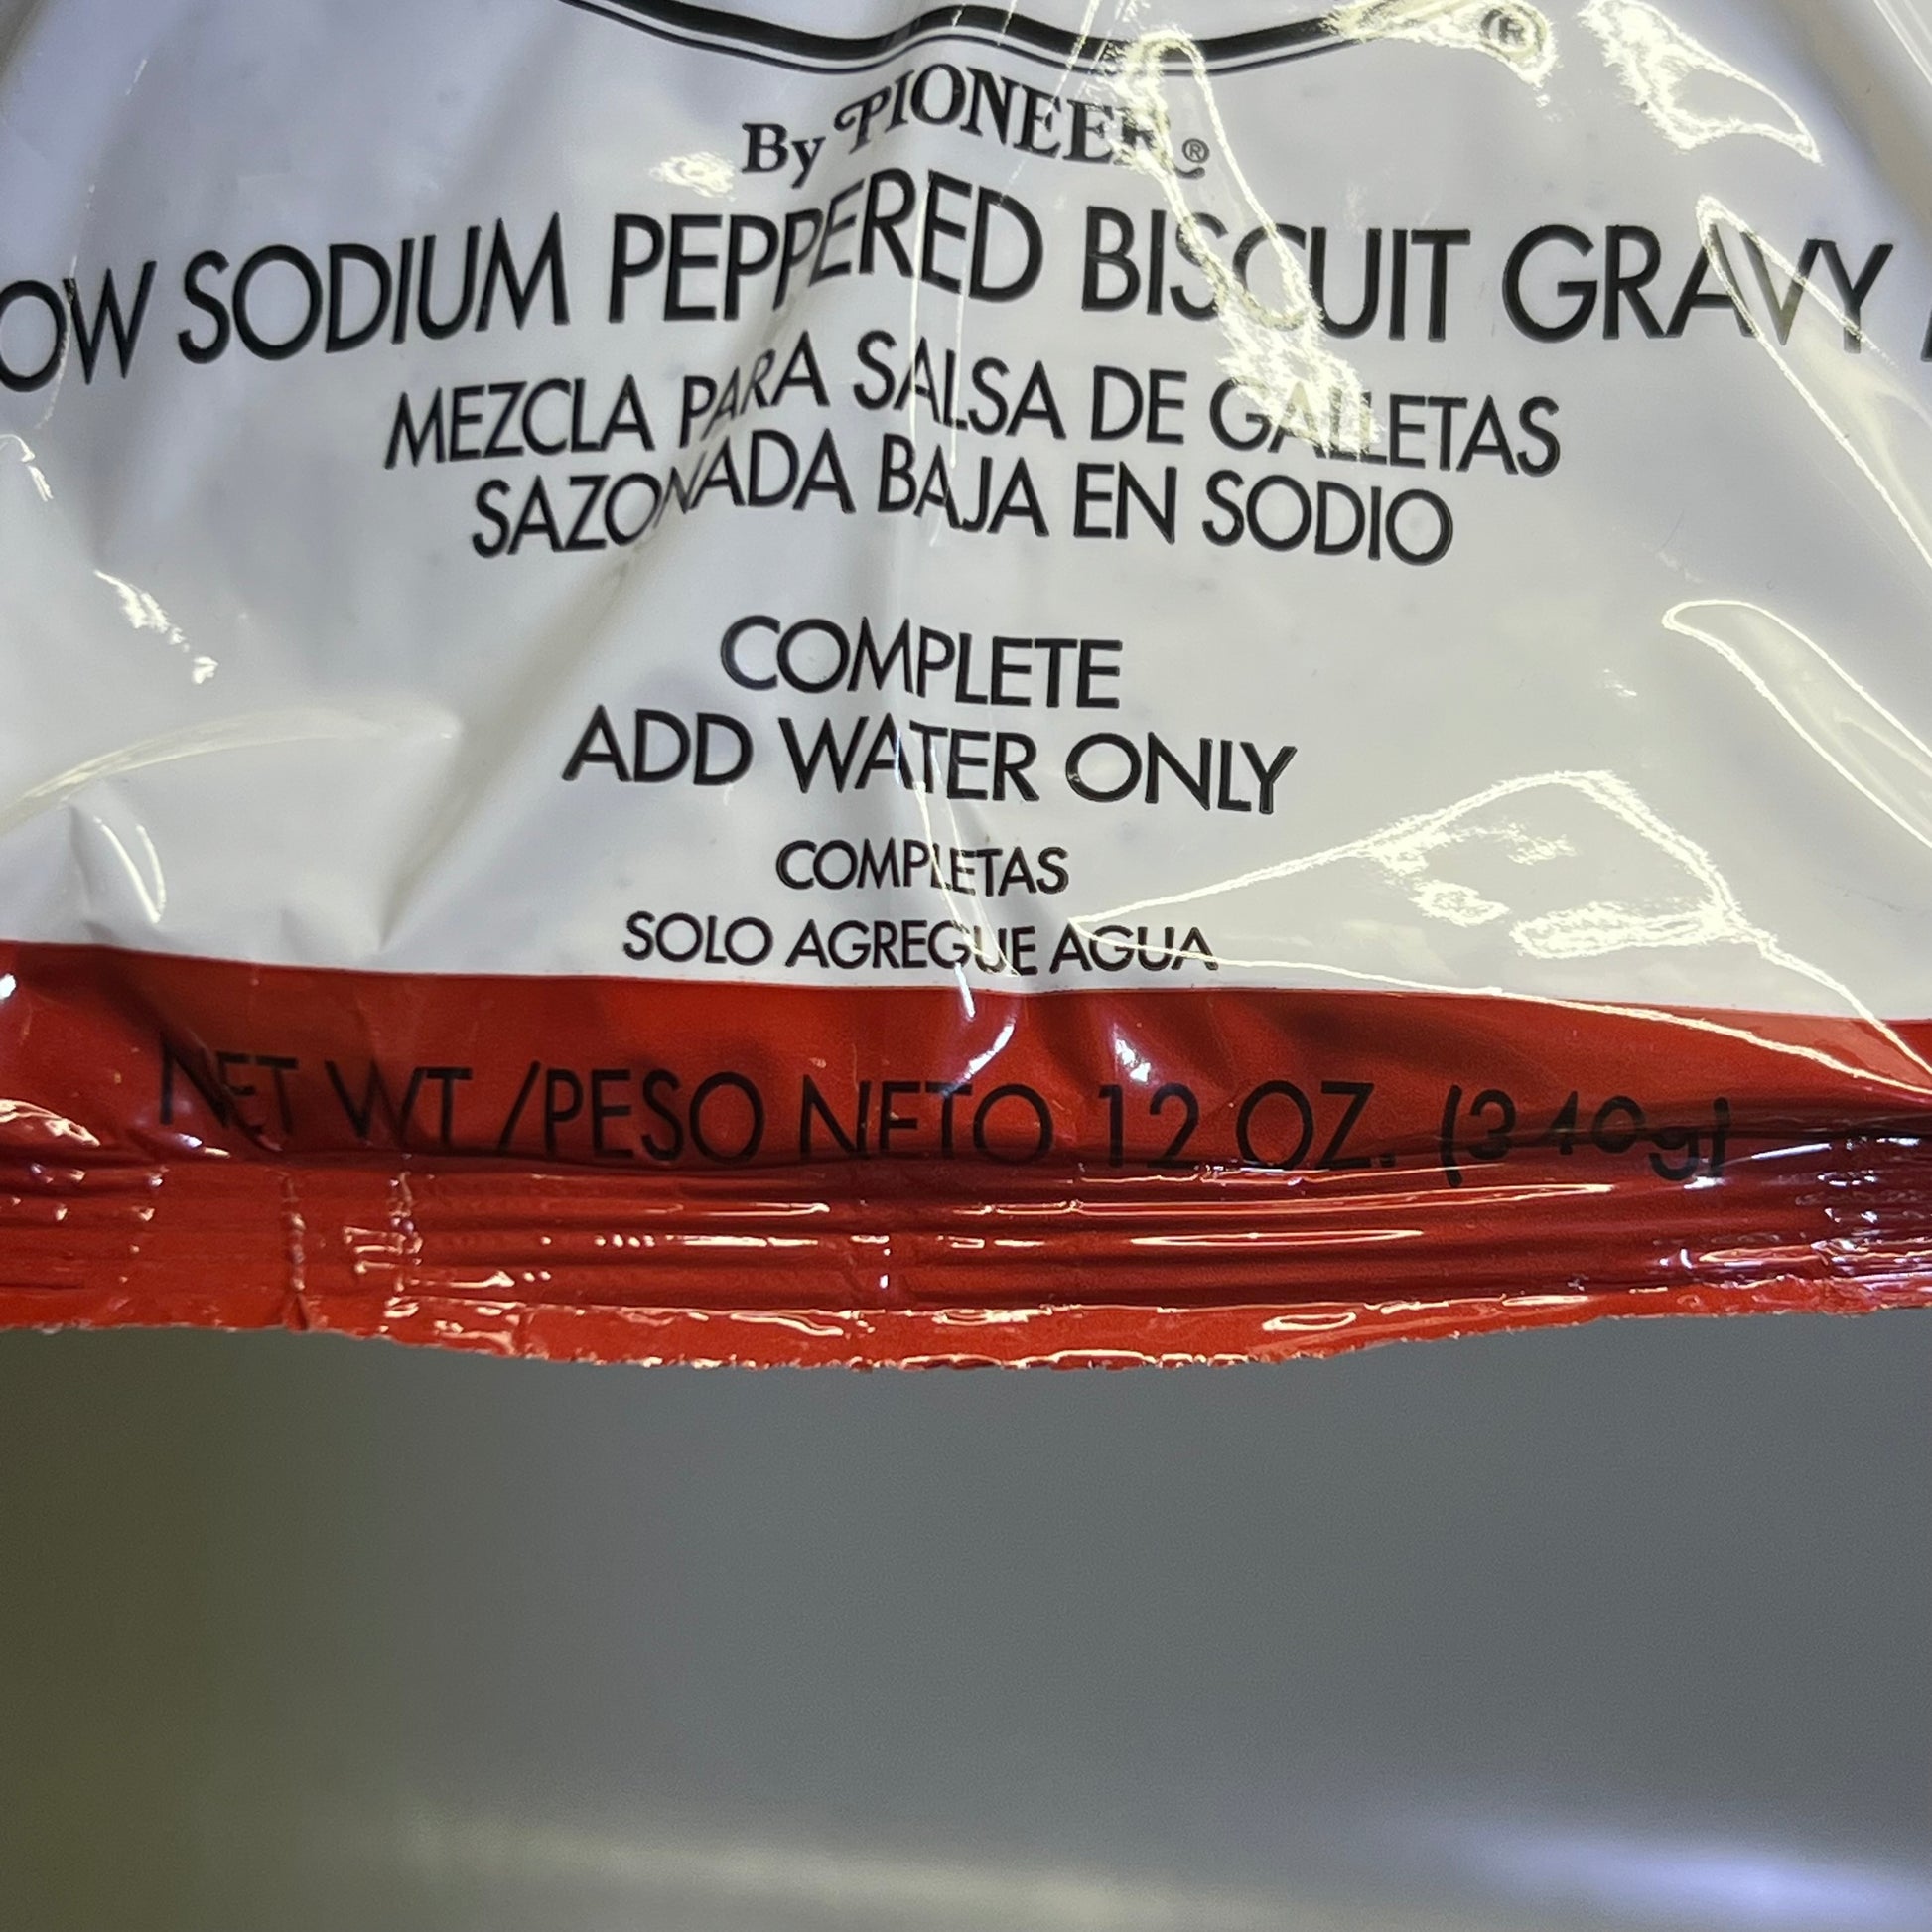 ®
By PIONEER®
OW SODIUM PEPPERED BISCUIT GRAVY
MEZCLA PARA SALSA DE GALLETAS
SAZONADA BAJA EN SODIO
COMPLETE
ADD WATER ONLY
COMPLETAS
SOLO AGREGUE AGUA
NET WT /PESO NETO 12 OZ. (340g)